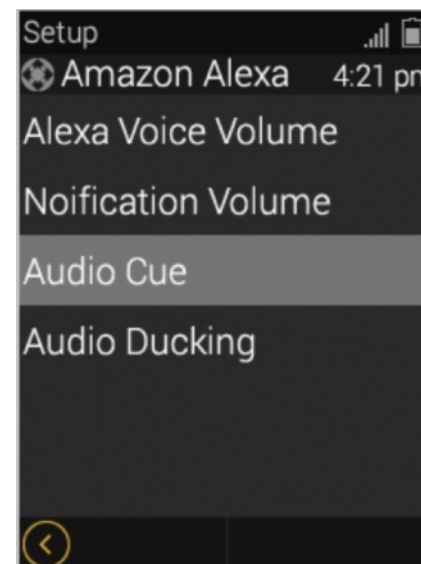 Setup
Amazon Alexa 4:21 pm
Alexa Voice Volume
Noification Volume
Audio Cue
Audio Ducking